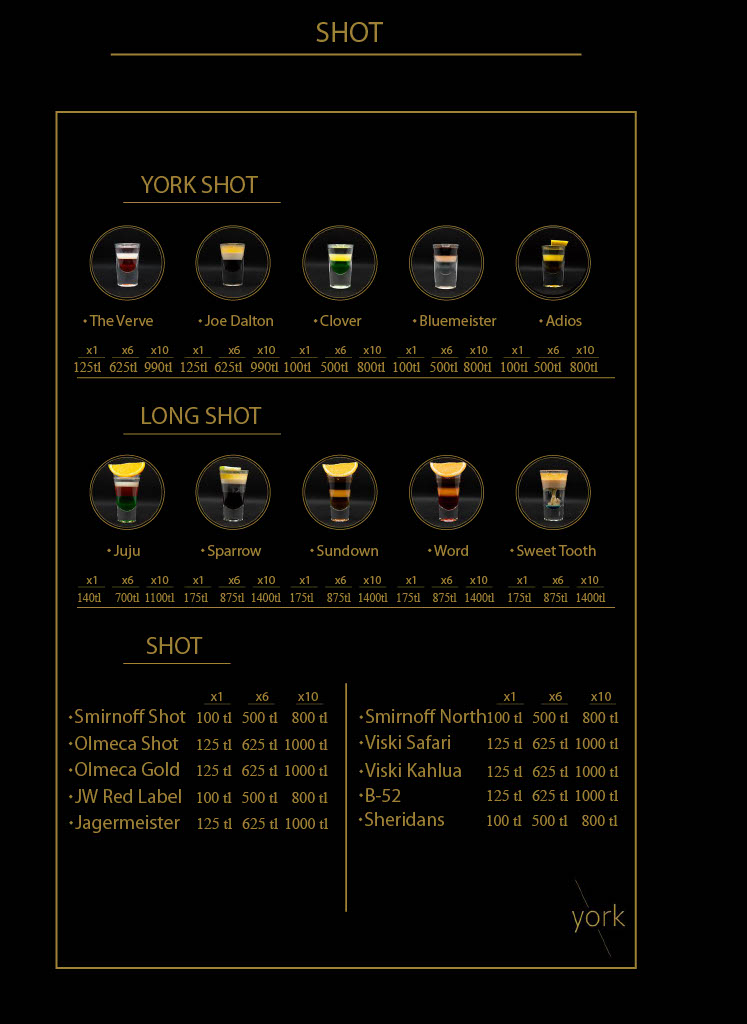 SHOT
YORK SHOT
•The Verve •Joe Dalton •Clover •Bluemeister •Adios
x1 x6 x10 x1 x6 x10 x1 x6 x10 x1 x6 x10 x1 x6 x10
125tl 625tl 990tl 125tl 625tl 990tl 100tl 500tl 800tl 100tl 500tl 800tl 100tl 500tl 800tl
LONG SHOT
•Juju •Sparrow •Sundown •Word •Sweet Tooth
x1 x6 x10 x1 x6 x10 x1 x6 x10 x1 x6 x10 x1 x6 x10
140tl 700tl 1100tl 175tl 875tl 1400tl 175tl 875tl 1400tl 175tl 875tl 1400tl 175tl 875tl 1400tl
SHOT
x1 x6 x10
•Smirnoff Shot 100 tl 500 tl 800 tl
•Olmeca Shot 125 tl 625 tl 1000 tl
•Olmeca Gold 125 tl 625 tl 1000 tl
•JW Red Label 100 tl 500 tl 800 tl
•Jagermeister 125 tl 625 tl 1000 tl
x1 x6 x10
•Smirnoff North 100 tl 500 tl 800 tl
•Viski Safari 125 tl 625 tl 1000 tl
•Viski Kahlua 125 tl 625 tl 1000 tl
•B-52 125 tl 625 tl 1000 tl
•Sheridans 100 tl 500 tl 800 tl
york